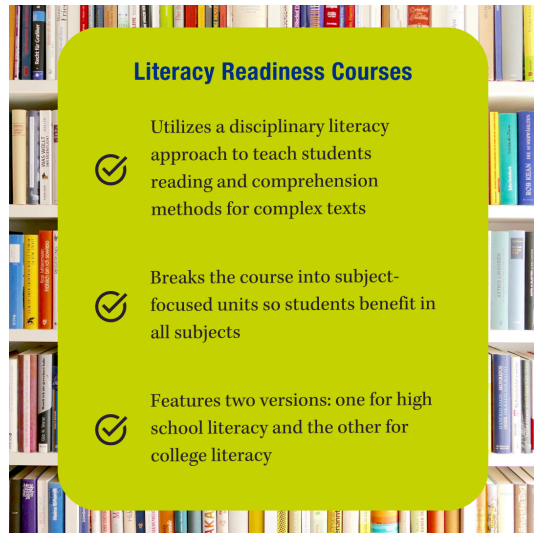 Literacy Readiness Courses
Utilizes a disciplinary literacy
approach to teach students
reading and comprehension
methods for complex texts
Breaks the course into subject-
focused units so students benefit in
all subjects
Features two versions: one for high
school literacy and the other for
college literacy